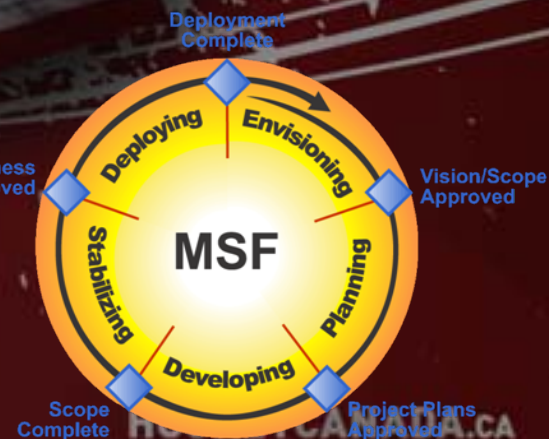 Deployment
Complete
Deploying
Envisioning
Vision/Scope
Approved
MSF
Stabilizing
Planning
Developing
Scope
Complete
Project Plans
Approved
.CA